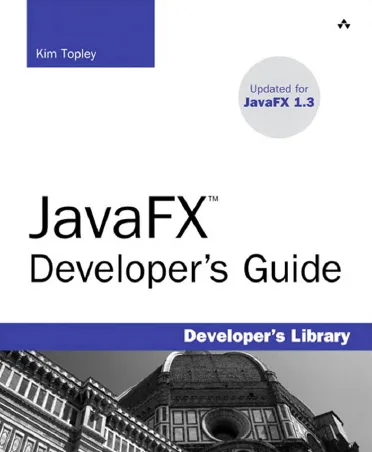 Kim Topley
Updated for
JavaFX 1.3
JavaFX™
Developer's Guide
Developer's Library